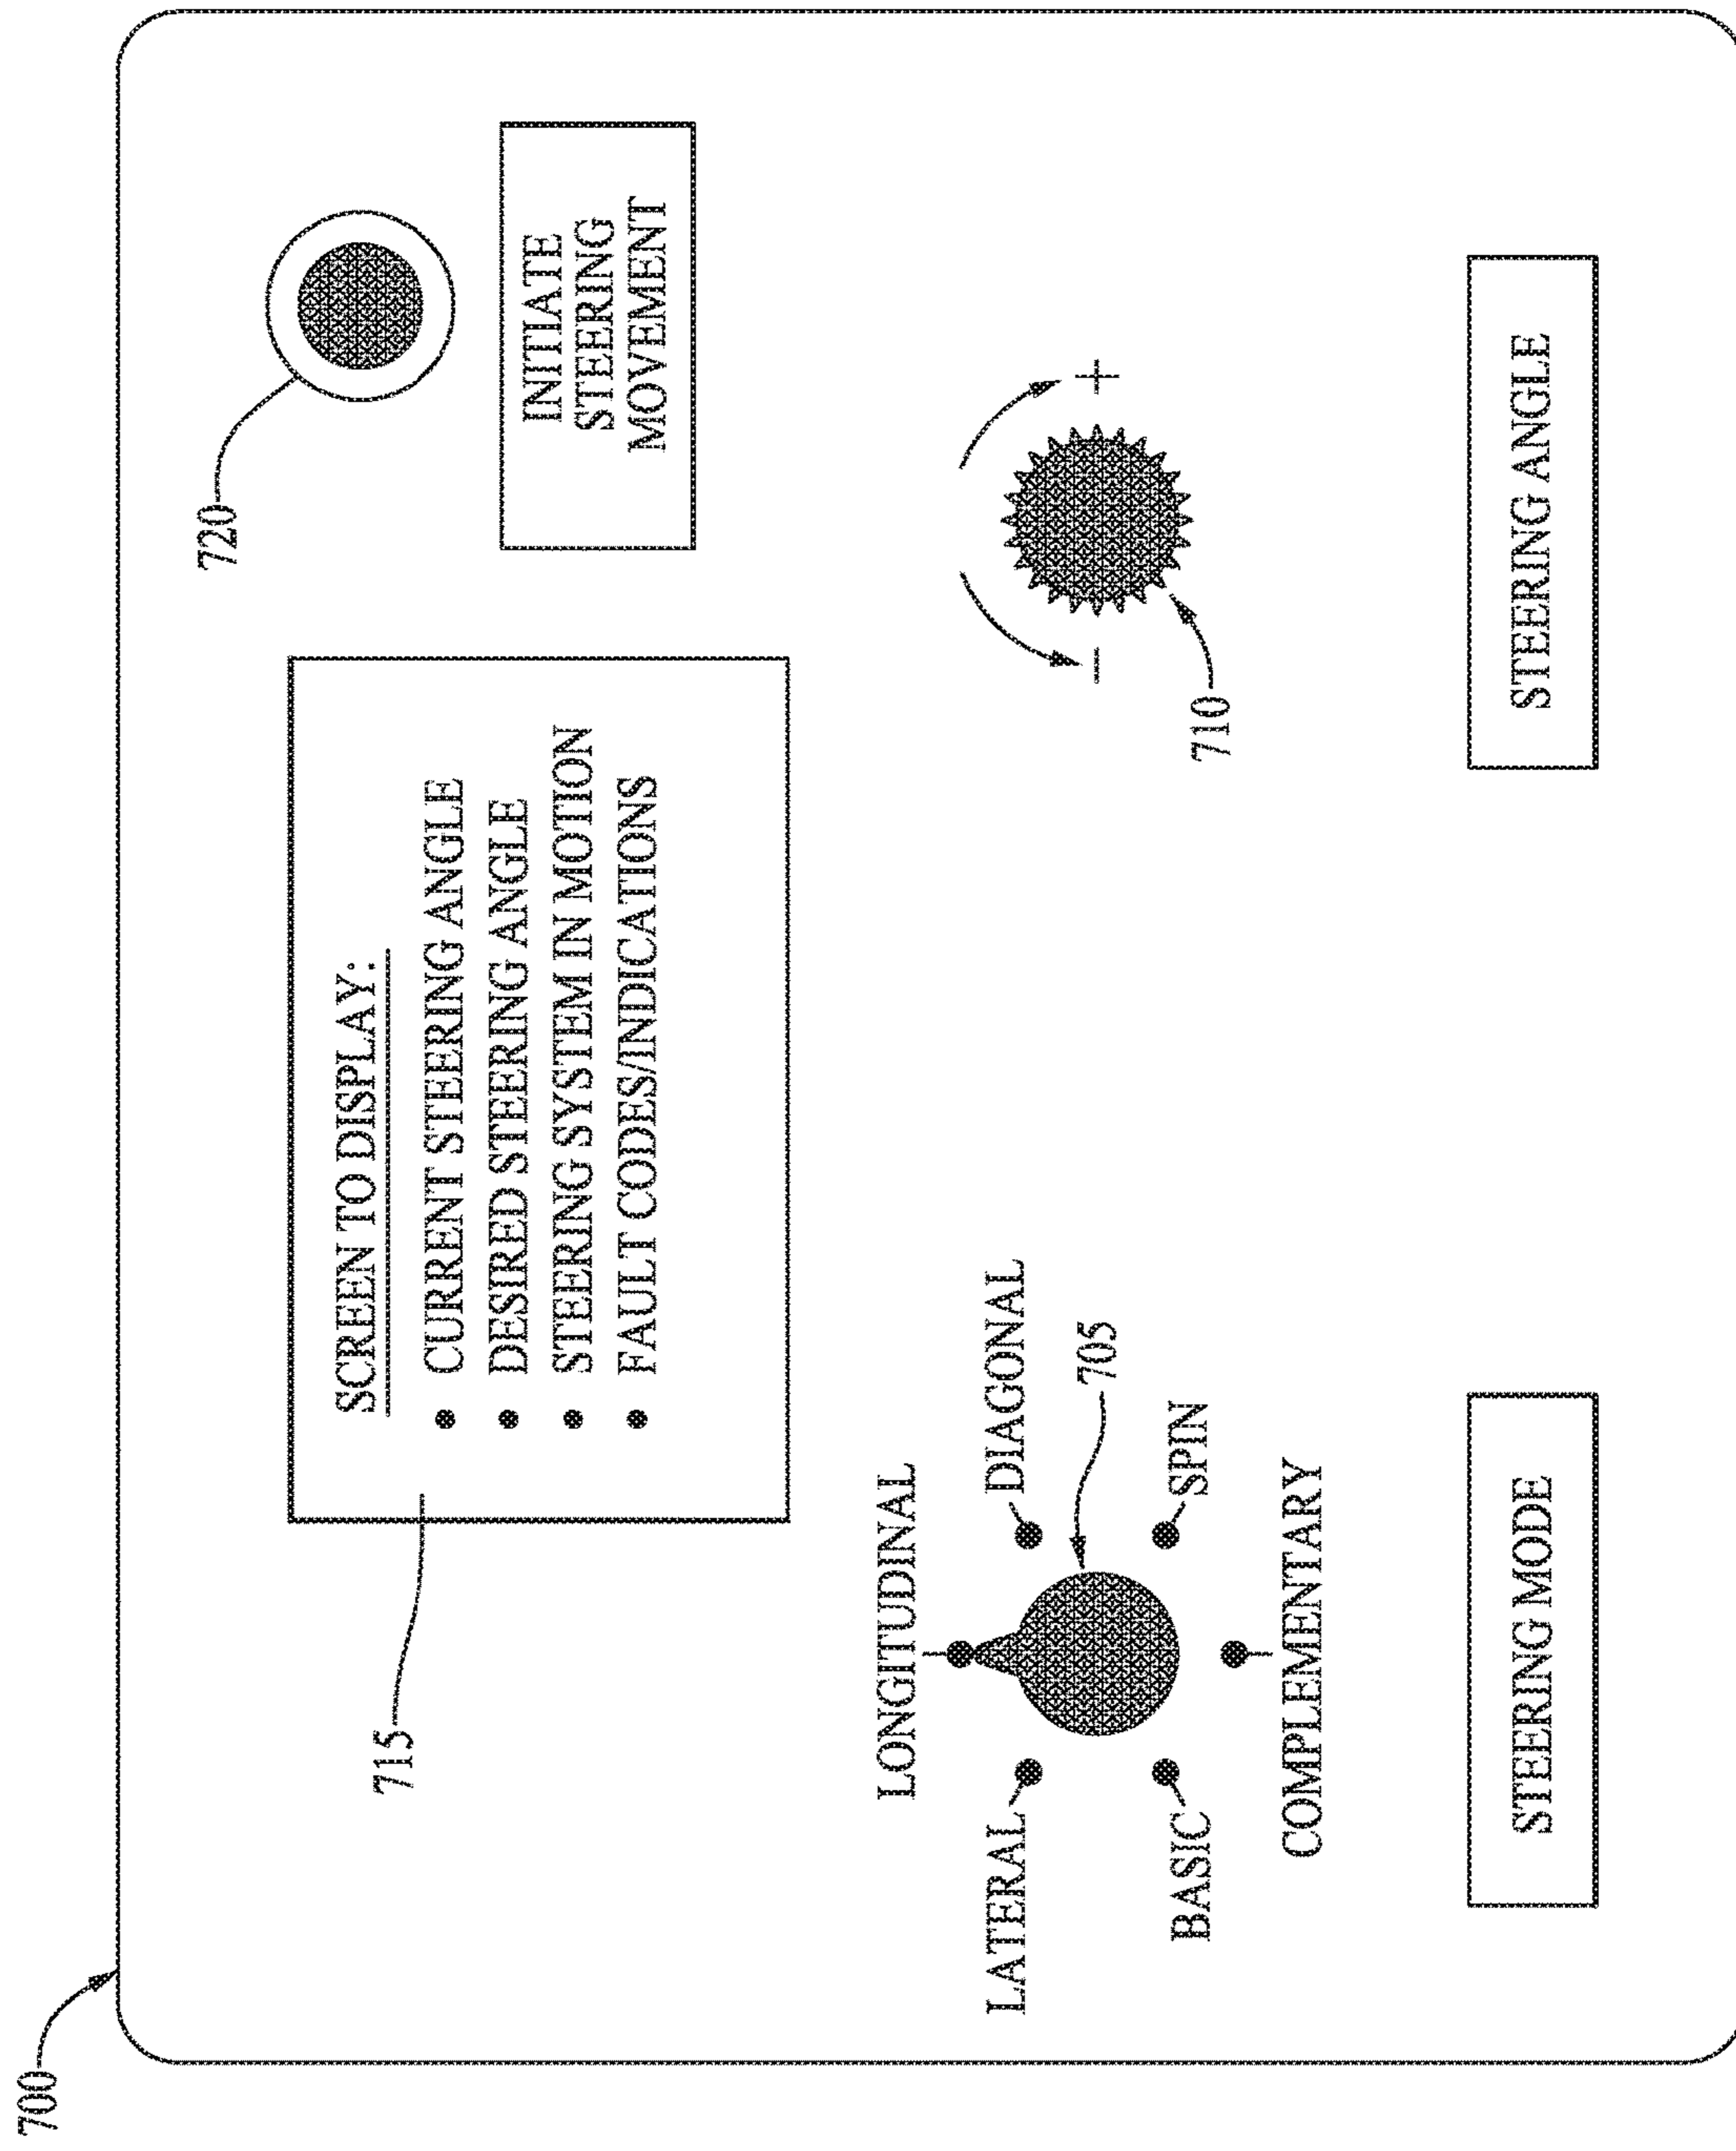 700
720
715
SCREEN TO DISPLAY:
• CURRENT STEERING ANGLE
• DESIRED STEERING ANGLE
• STEERING SYSTEM IN MOTION
• FAULT CODES/INDICATIONS
INITIATE
STEERING
MOVEMENT
LONGITUDINAL
LATERAL
DIAGONAL
705
BASIC
SPIN
COMPLEMENTARY
− +
710
STEERING MODE
STEERING ANGLE